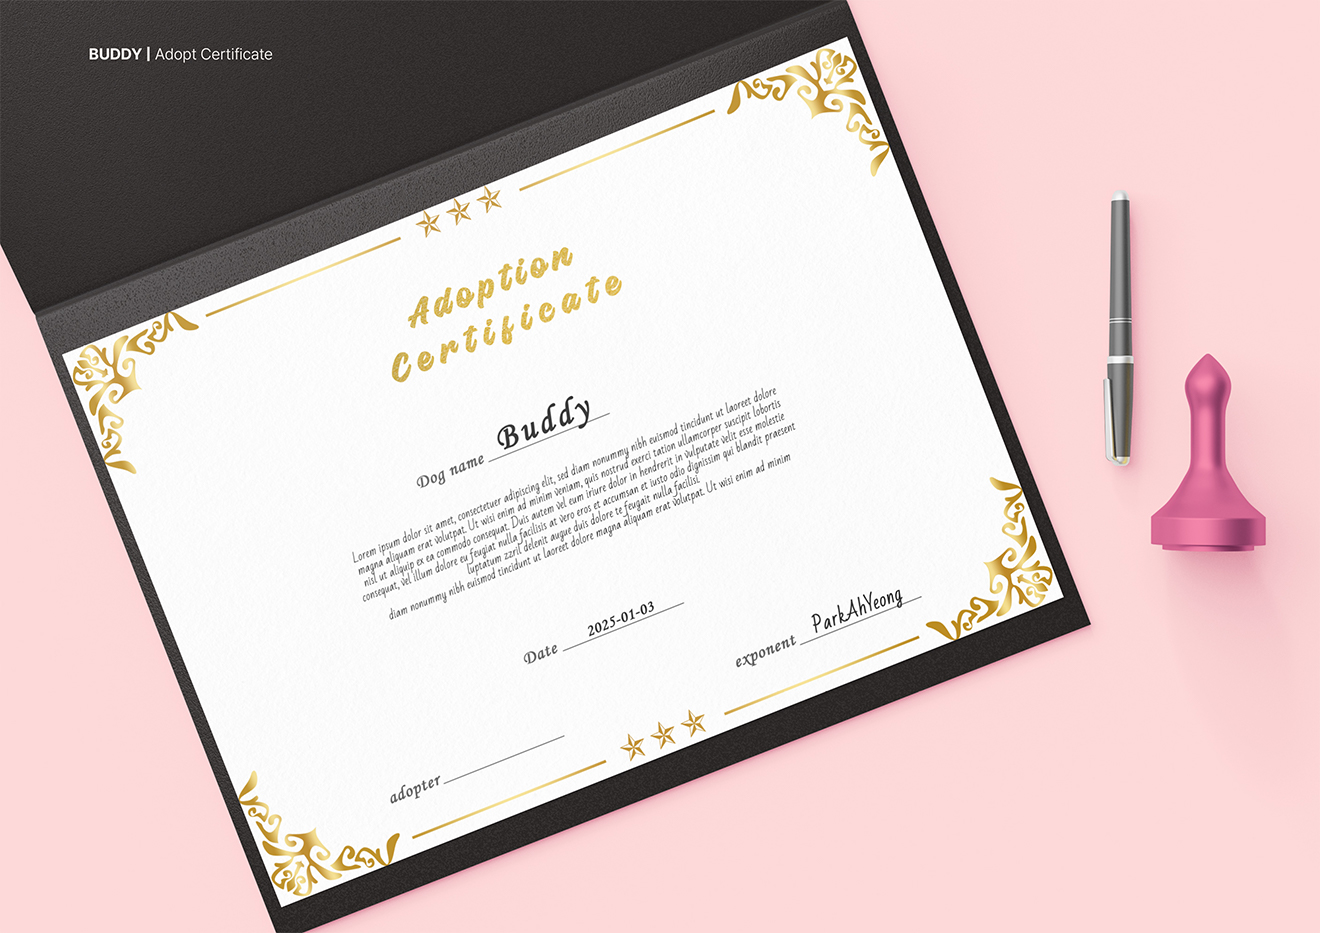 BUDDY | Adopt Certificate
Adoption
Certificate
Dog name Buddy
Lorem ipsum dolor sit amet, consectetuer adipiscing elit, sed diam nonummy nibh euismod tincidunt ut laoreet dolore
magna aliquam erat volutpat. Ut wisi enim ad minim veniam, quis nostrud exerci tation ullamcorper suscipit lobortis
nisl ut aliquip ex ea commodo consequat. Duis autem vel eum iriure dolor in hendrerit in vulputate velit esse molestie
consequat, vel illum dolore eu feugiat nulla facilisis at vero eros et accumsan et iusto odio dignissim qui blandit praesent
luptatum zzril delenit augue duis dolore te feugait nulla facilisi.
diam nonummy nibh euismod tincidunt ut laoreet dolore magna aliquam erat volutpat. Ut wisi enim ad minim
Date 2025-01-03
exponent ParkAhYeong
adopter